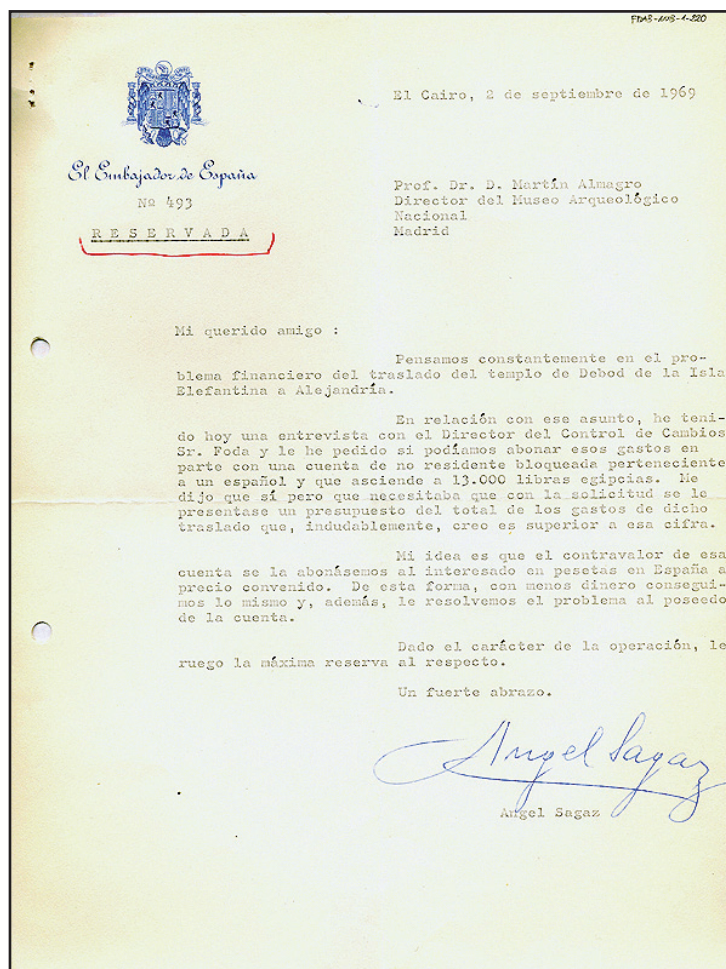 El Cairo, 2 de septiembre de 1969
El Embajador de España
Nº 493
R E S E R V A D A
Prof. Dr. D. Martín Almagro
Director del Museo Arqueológico
Nacional
Madrid
Mi querido amigo :
Pensamos constantemente en el pro-
blema financiero del traslado del templo de Debod de la Isla
Elefantina a Alejandría.
En relación con ese asunto, he teni-
do hoy una entrevista con el Director del Control de Cambios
Sr. Foda y le he pedido si podíamos abonar esos gastos en
parte con una cuenta de no residente bloqueada perteneciente
a un español y que asciende a 13.000 libras egipcias. Me
dijo que sí pero que necesitaba que con la solicitud se le
presentase un presupuesto del total de los gastos de dicho
traslado que, indudablemente, creo es superior a esa cifra.
Mi idea es que el contravalor de esa
cuenta se la abonásemos al interesado en pesetas en España a
precio convenido. De esta forma, con menos dinero consegui-
mos lo mismo y, además, le resolvemos el problema al poseedo
de la cuenta.
Dado el carácter de la operación, le
ruego la máxima reserva al respecto.
Un fuerte abrazo.
Angel Sagaz
Angel Sagaz